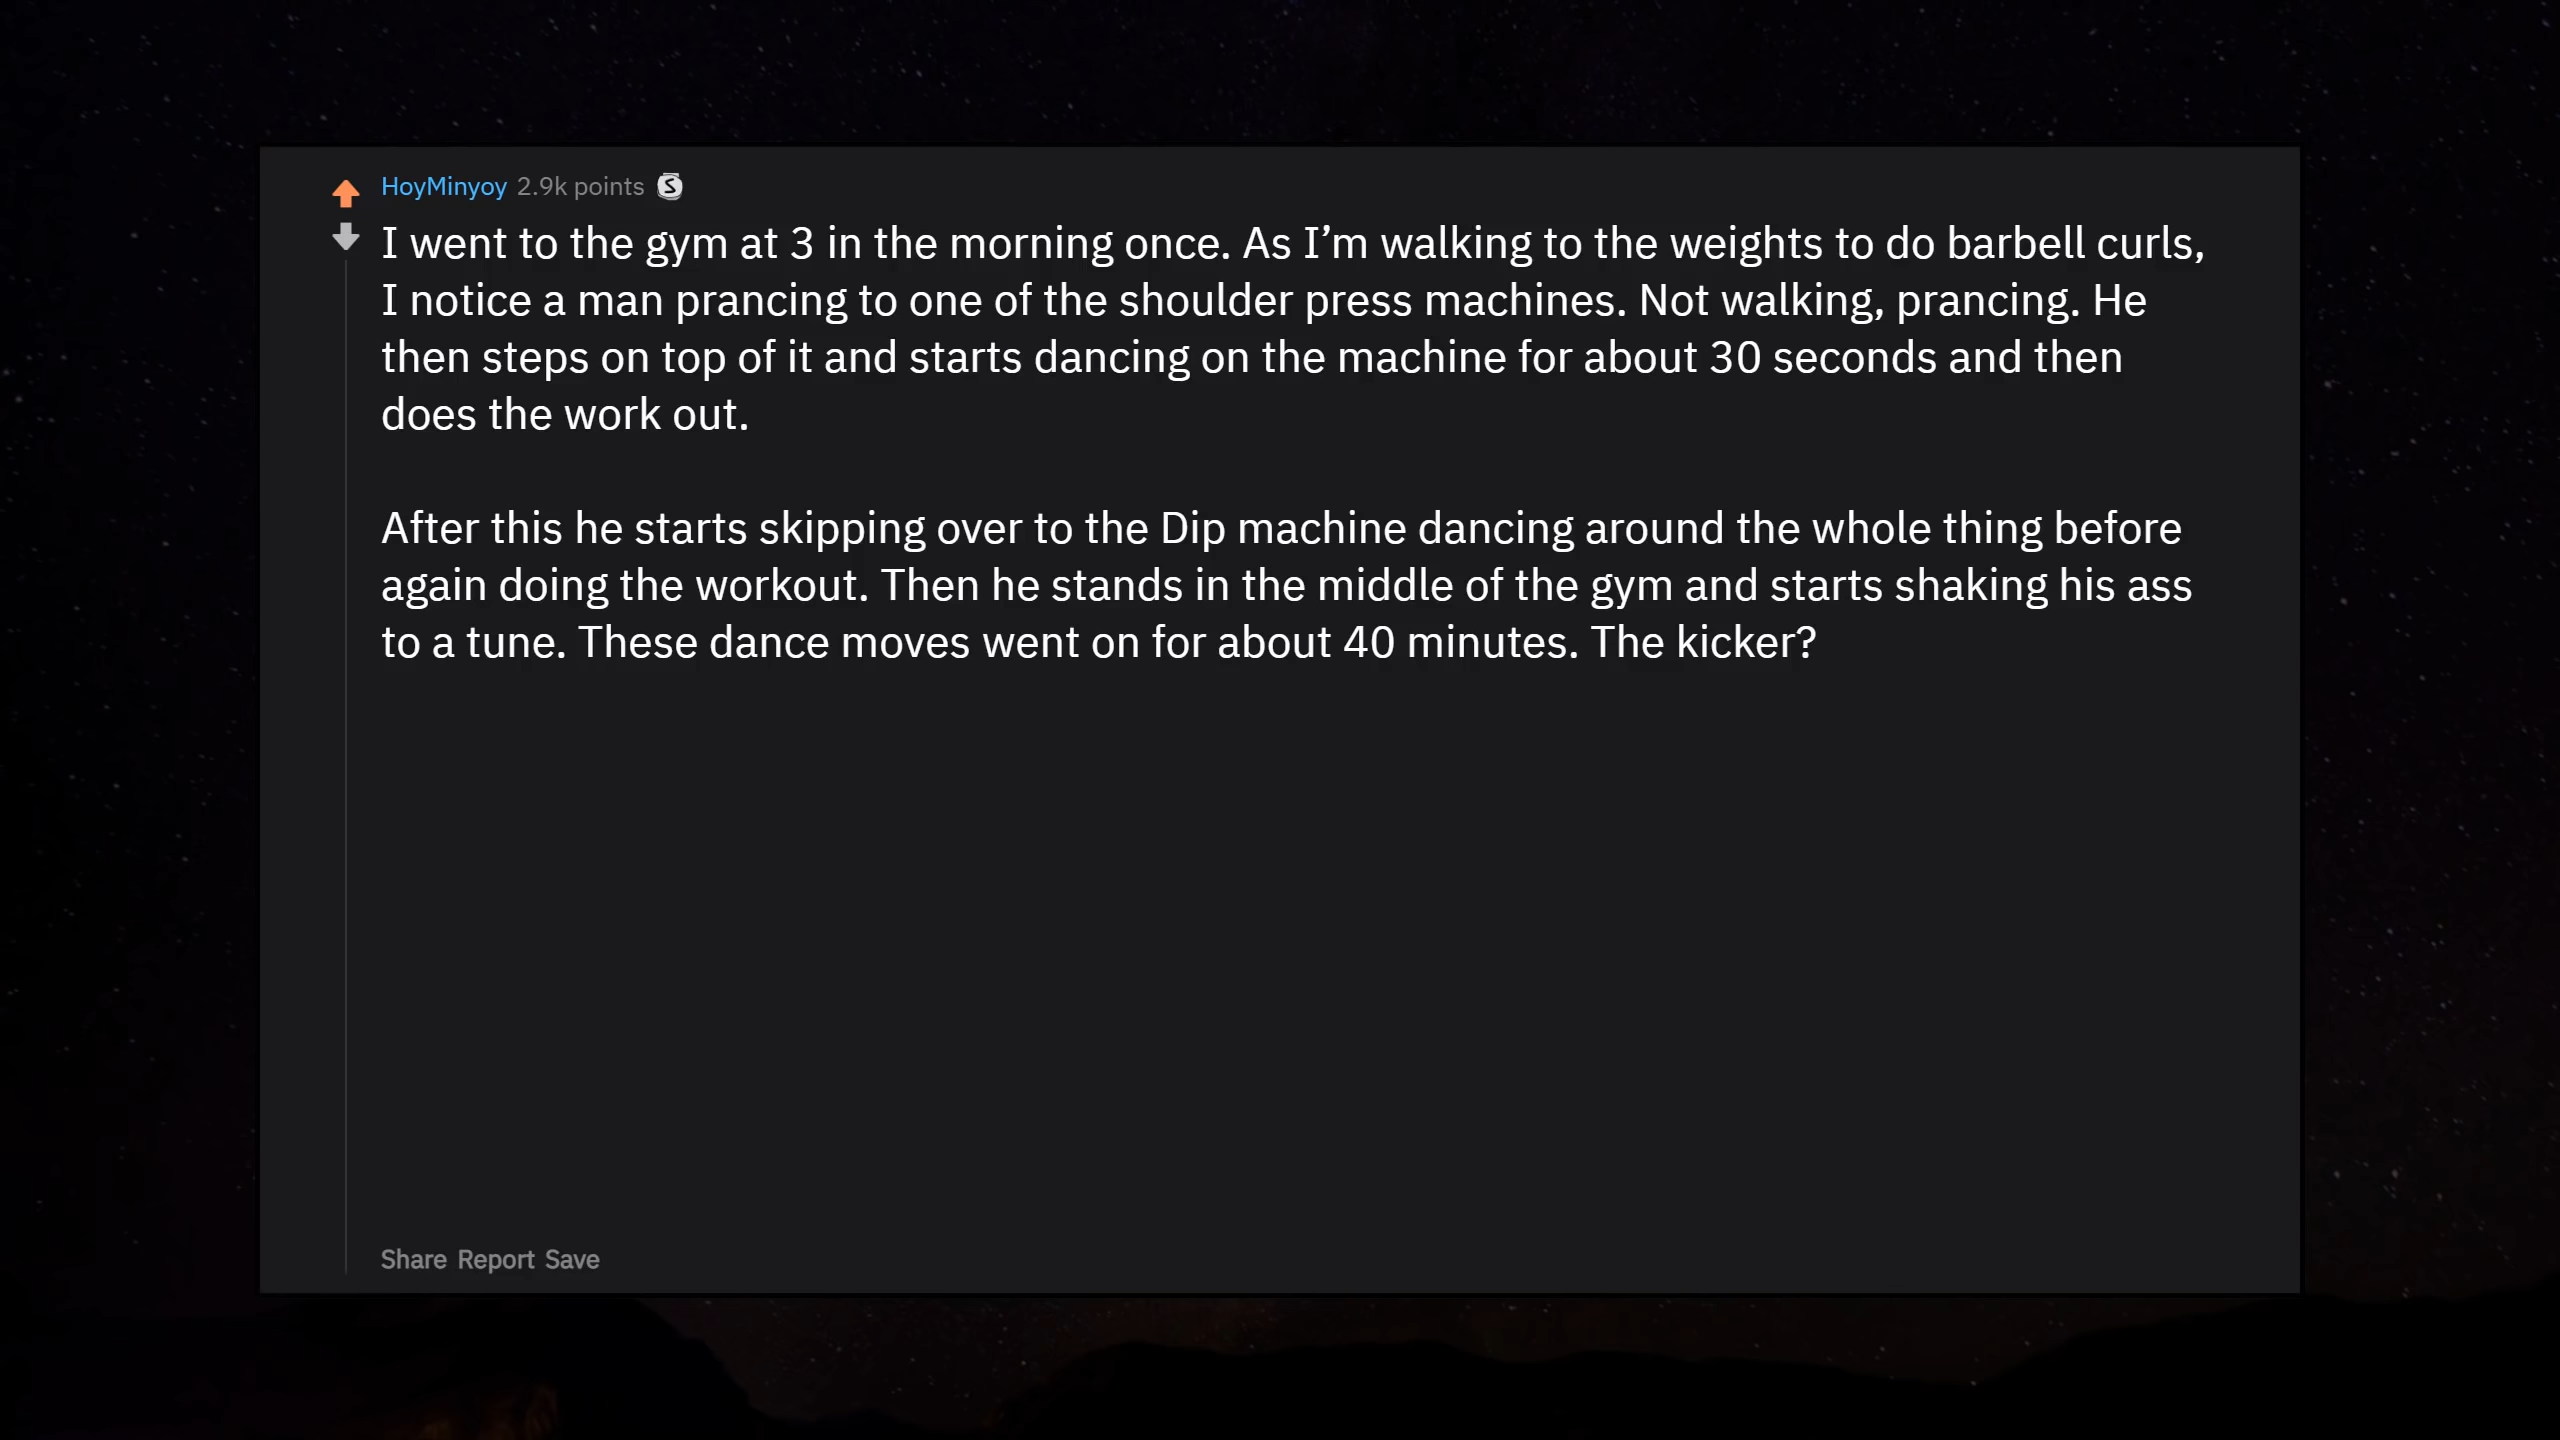 HoyMinyoy 2.9k points S
I went to the gym at 3 in the morning once. As I’m walking to the weights to do barbell curls,
I notice a man prancing to one of the shoulder press machines. Not walking, prancing. He
then steps on top of it and starts dancing on the machine for about 30 seconds and then
does the work out.
After this he starts skipping over to the Dip machine dancing around the whole thing before
again doing the workout. Then he stands in the middle of the gym and starts shaking his ass
to a tune. These dance moves went on for about 40 minutes. The kicker?
Share Report Save